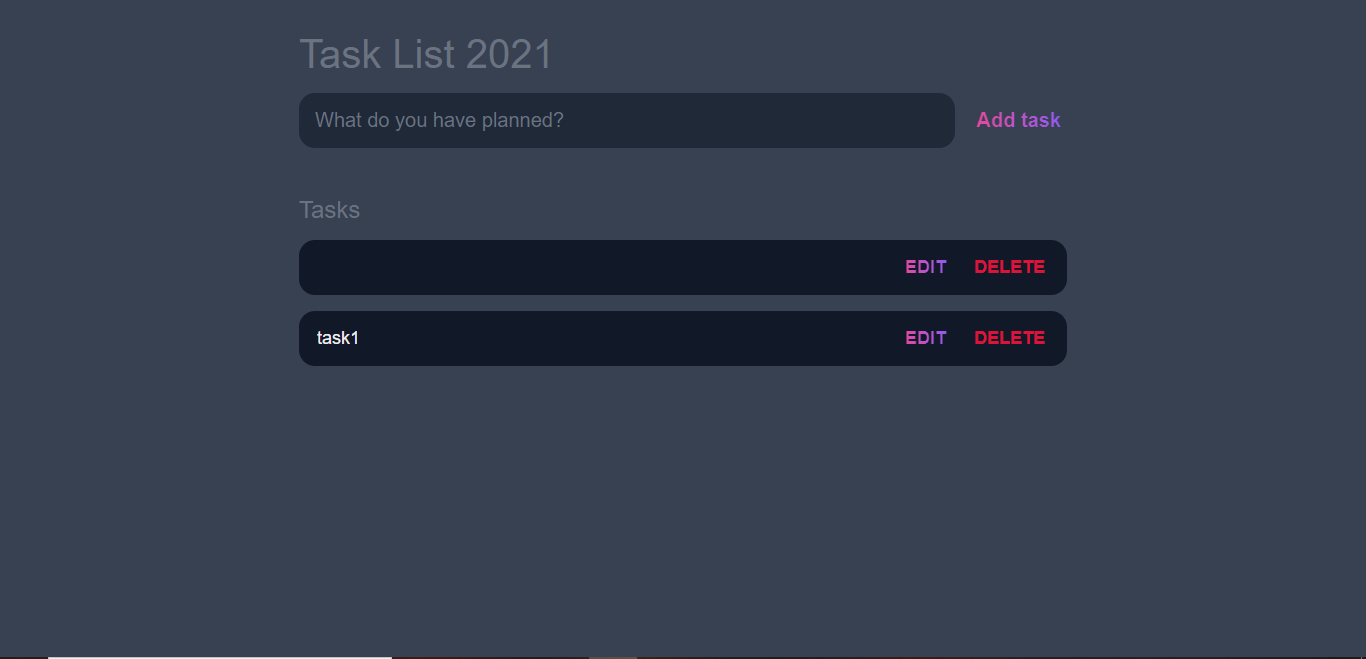 Task List 2021
What do you have planned? Add task
Tasks
EDIT DELETE
task1 EDIT DELETE